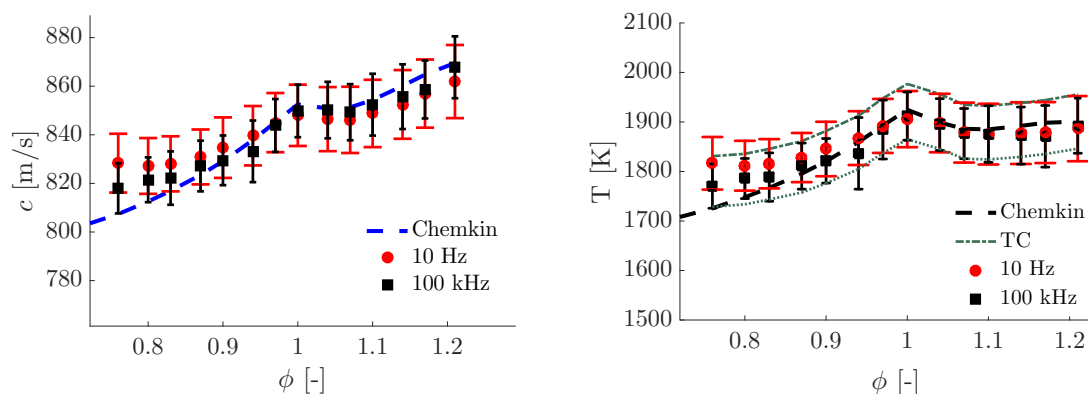 c [m/s]
880
860
840
820
800
780
0.8 0.9 1 1.1 1.2
ϕ [-]
Chemkin
10 Hz
100 kHz
T [K]
2100
2000
1900
1800
1700
1600
1500
0.8 0.9 1 1.1 1.2
ϕ [-]
Chemkin
TC
10 Hz
100 kHz